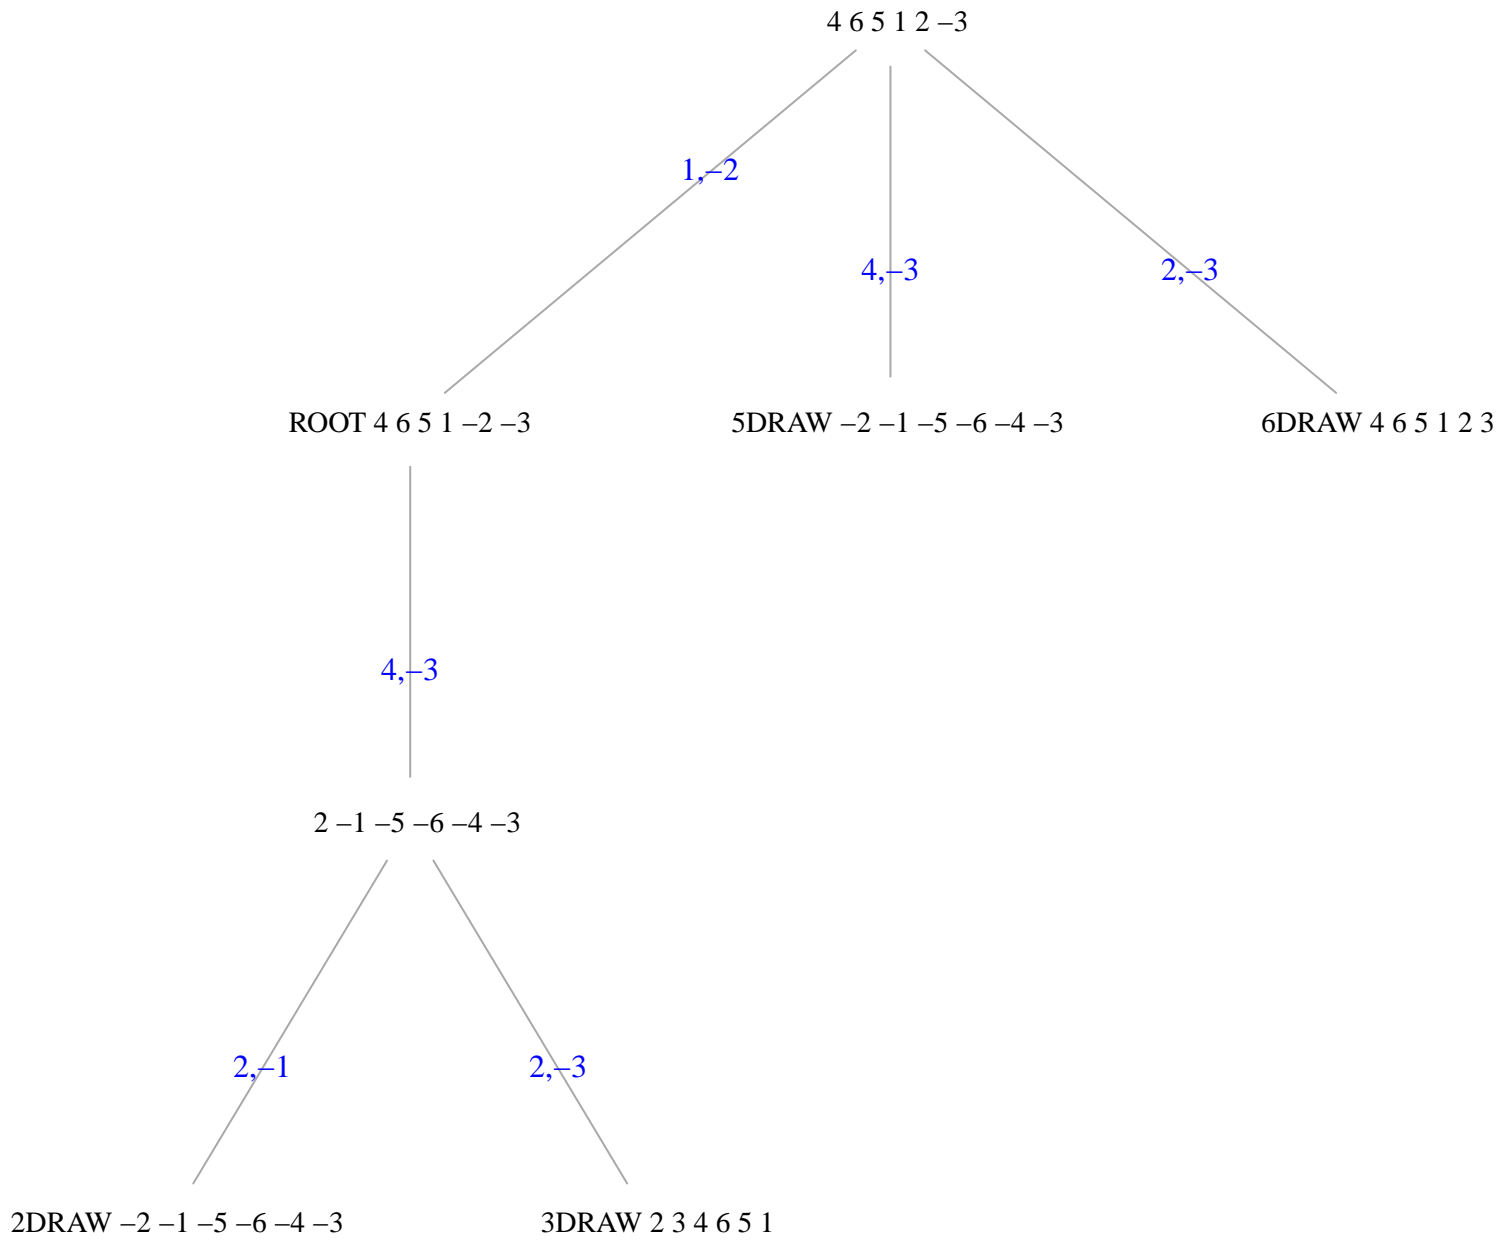 4 6 5 1 2 –3
1,–2
4,–3
2,–3
ROOT 4 6 5 1 –2 –3
5DRAW –2 –1 –5 –6 –4 –3
6DRAW 4 6 5 1 2 3
4,–3
2 –1 –5 –6 –4 –3
2,–1
2,–3
2DRAW –2 –1 –5 –6 –4 –3
3DRAW 2 3 4 6 5 1